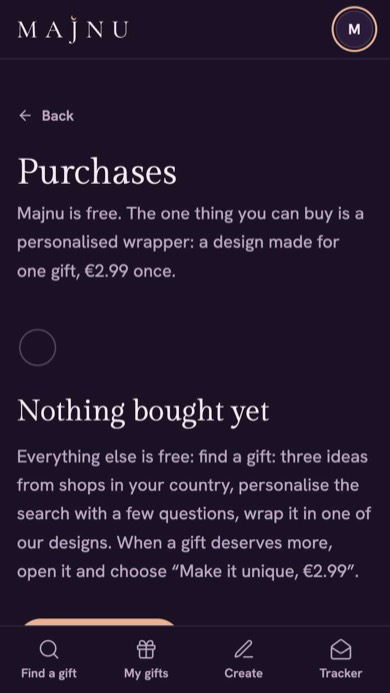 MAJNU
M
Back
Purchases
Majnu is free. The one thing you can buy is a
personalised wrapper: a design made for
one gift, €2.99 once.
Nothing bought yet
Everything else is free: find a gift: three ideas
from shops in your country, personalise the
search with a few questions, wrap it in one of
our designs. When a gift deserves more,
open it and choose “Make it unique, €2.99”.
Find a gift
My gifts
Create
Tracker